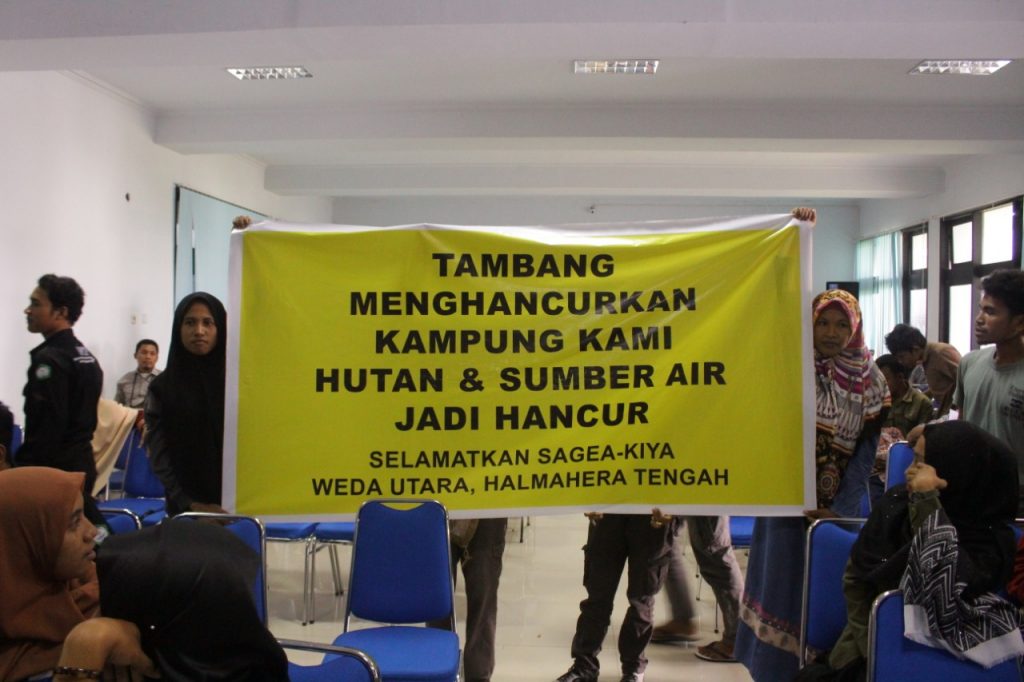 TAMBANG
MENGHANCURKAN
KAMPUNG KAMI
HUTAN & SUMBER AIR
JADI HANCUR
SELAMATKAN SAGEA-KIYA
WEDA UTARA, HALMAHERA TENGAH